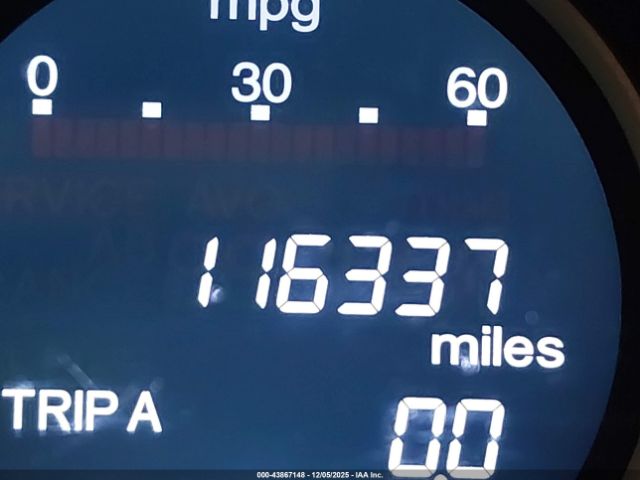 mpg
0 30 60
116337
miles
TRIP A 0.0
000-43867148 - 12/05/2025 - IAA Inc.